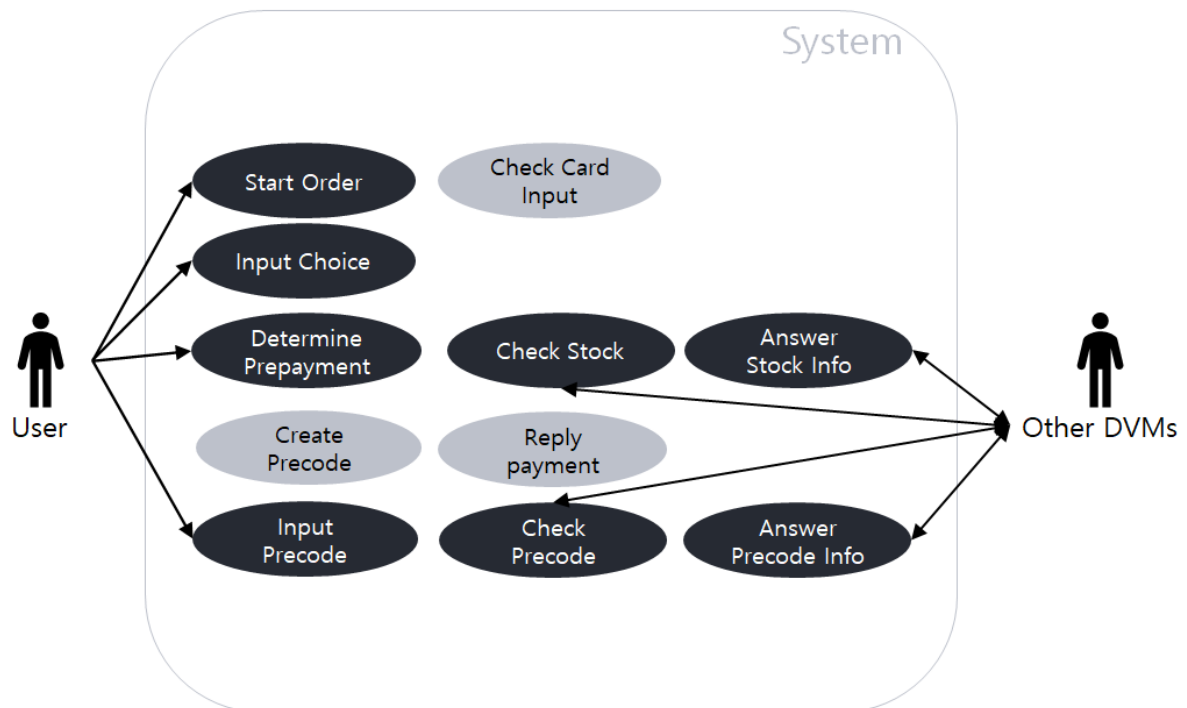 System
Start Order
Check Card
Input
Input Choice
Determine
Prepayment
Check Stock
Answer
Stock Info
User
Other DVMs
Create
Precode
Reply
payment
Input
Precode
Check
Precode
Answer
Precode Info